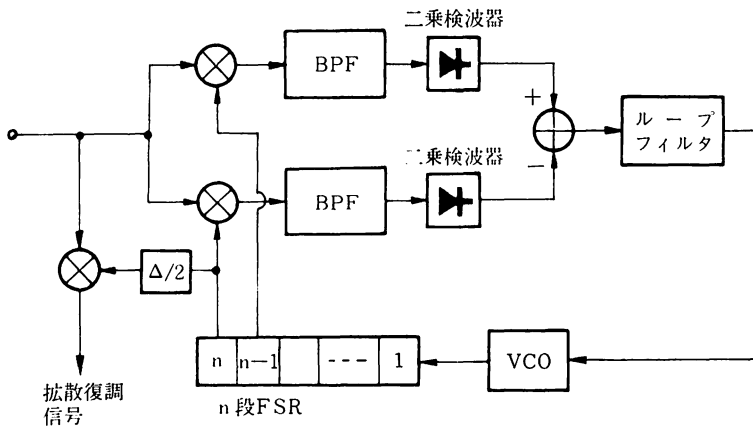 二乗検波器
BPF
+
ループ
フィルタ
二乗検波器
−
BPF
Δ/2
n
n−1
---
1
VCO
n段FSR
拡散復調
信号